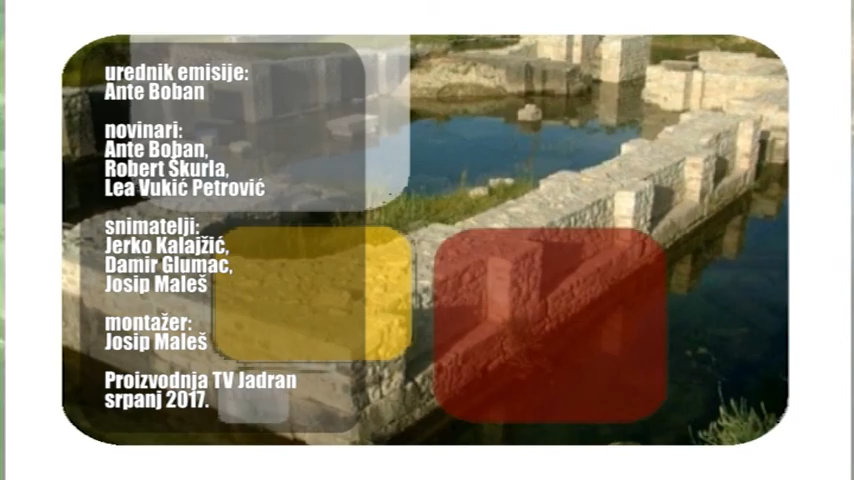 urednik emisije:
Ante Boban
novinari:
Ante Boban,
Robert Škurla,
Lea Vukić Petrović
snimatelji:
Jerko Kalajžić,
Damir Glumac,
Josip Maleš
montažer:
Josip Maleš
Proizvodnja TV Jadran
srpanj 2017.